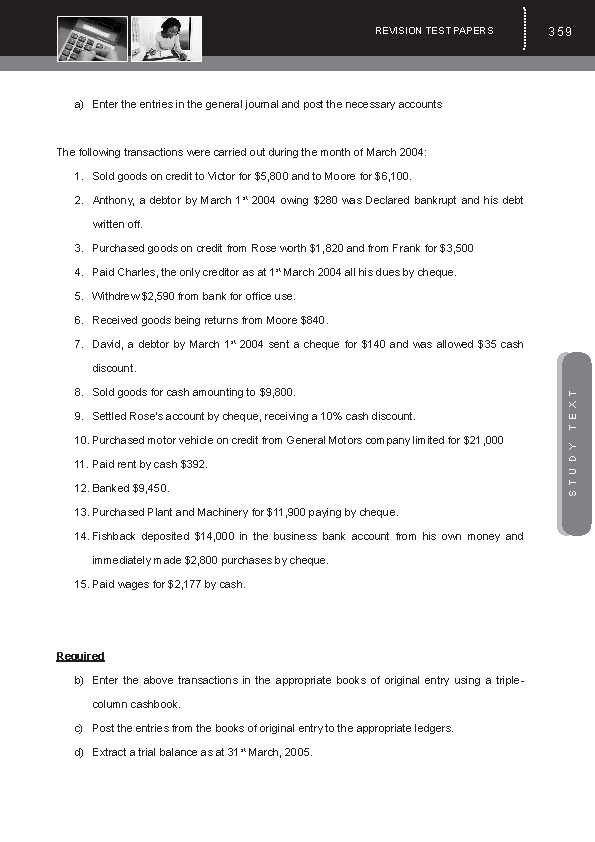 REVISION TEST PAPERS 359
a) Enter the entries in the general journal and post the necessary accounts
The following transactions were carried out during the month of March 2004:
1. Sold goods on credit to Victor for $5,800 and to Moore for $6,100.
2. Anthony, a debtor by March 1st 2004 owing $280 was Declared bankrupt and his debt
written off.
3. Purchased goods on credit from Rose worth $1,820 and from Frank for $3,500
4. Paid Charles, the only creditor as at 1st March 2004 all his dues by cheque.
5. Withdrew $2,590 from bank for office use.
6. Received goods being returns from Moore $840.
7. David, a debtor by March 1st 2004 sent a cheque for $140 and was allowed $35 cash
discount.
8. Sold goods for cash amounting to $9,800.
9. Settled Rose's account by cheque, receiving a 10% cash discount.
10. Purchased motor vehicle on credit from General Motors company limited for $21,000
11. Paid rent by cash $392.
12. Banked $9,450.
13. Purchased Plant and Machinery for $11,900 paying by cheque.
14. Fishback deposited $14,000 in the business bank account from his own money and
immediately made $2,800 purchases by cheque.
15. Paid wages for $2,177 by cash.
Required
b) Enter the above transactions in the appropriate books of original entry using a triple-
column cashbook.
c) Post the entries from the books of original entry to the appropriate ledgers.
d) Extract a trial balance as at 31st March, 2005.
STUDY TEXT